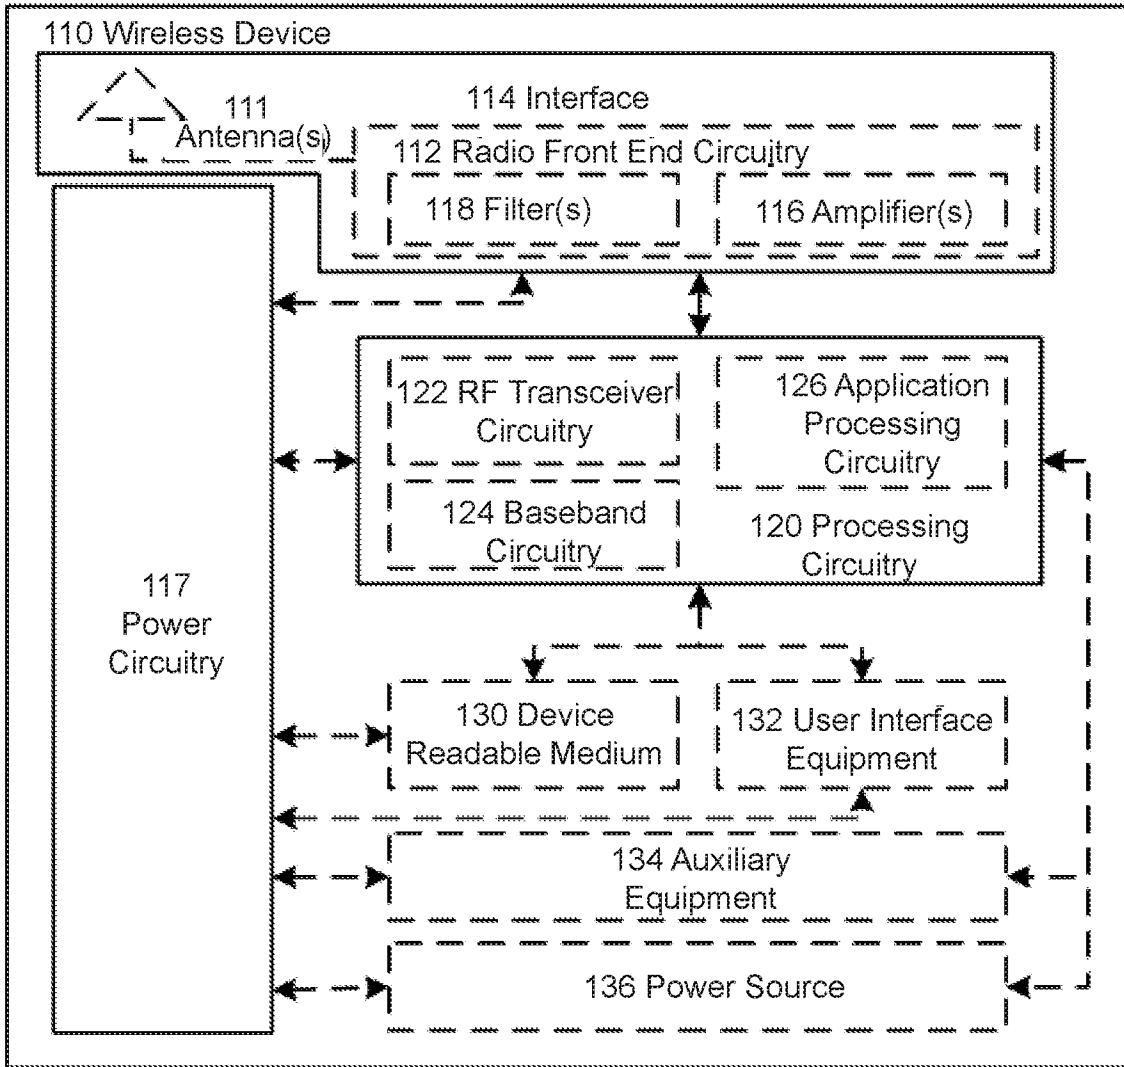 110 Wireless Device
111
Antenna(s)
114 Interface
112 Radio Front End Circuitry
118 Filter(s)
116 Amplifier(s)
122 RF Transceiver
Circuitry
126 Application
Processing
Circuitry
124 Baseband
Circuitry
120 Processing
Circuitry
117
Power
Circuitry
130 Device
Readable Medium
132 User Interface
Equipment
134 Auxiliary
Equipment
136 Power Source